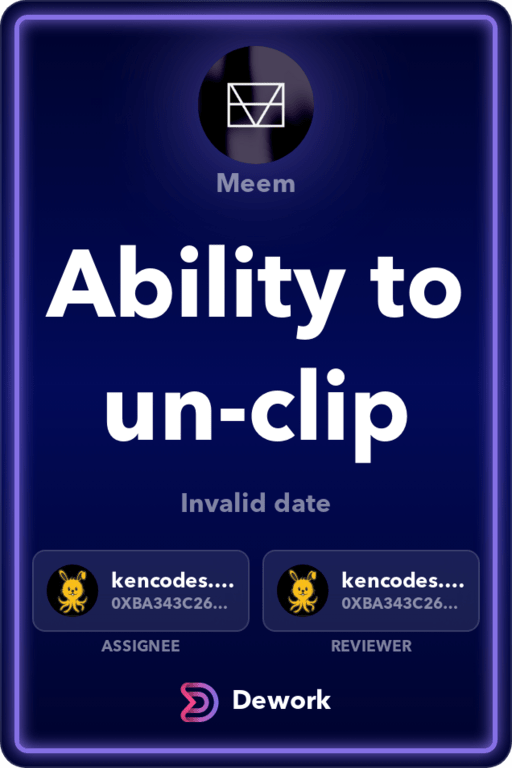 Meem
Ability to
un-clip
Invalid date
kencodes.... kencodes....
0XBA343C26... 0XBA343C26...
ASSIGNEE REVIEWER
Dework